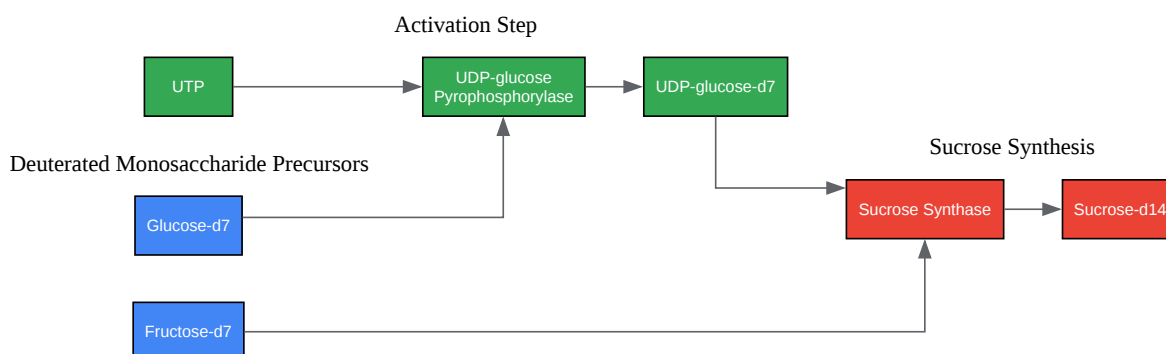 Activation Step
UTP
UDP-glucose
Pyrophosphorylase
UDP-glucose-d7
Deuterated Monosaccharide Precursors
Sucrose Synthesis
Glucose-d7
Sucrose Synthase
Sucrose-d14
Fructose-d7